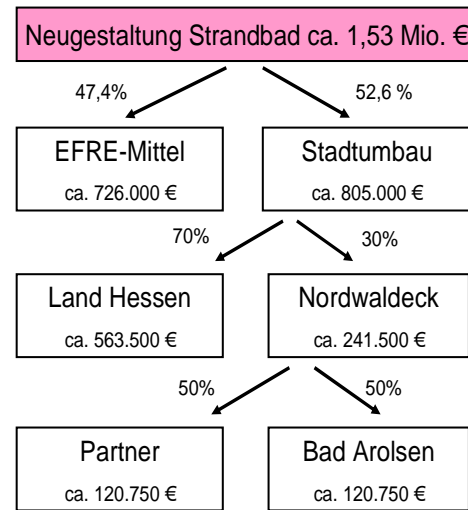 Neugestaltung Strandbad ca. 1,53 Mio. €
47,4%
52,6 %
EFRE-Mittel
ca. 726.000 €
Stadtumbau
ca. 805.000 €
70%
30%
Land Hessen
ca. 563.500 €
Nordwaldeck
ca. 241.500 €
50%
50%
Partner
ca. 120.750 €
Bad Arolsen
ca. 120.750 €